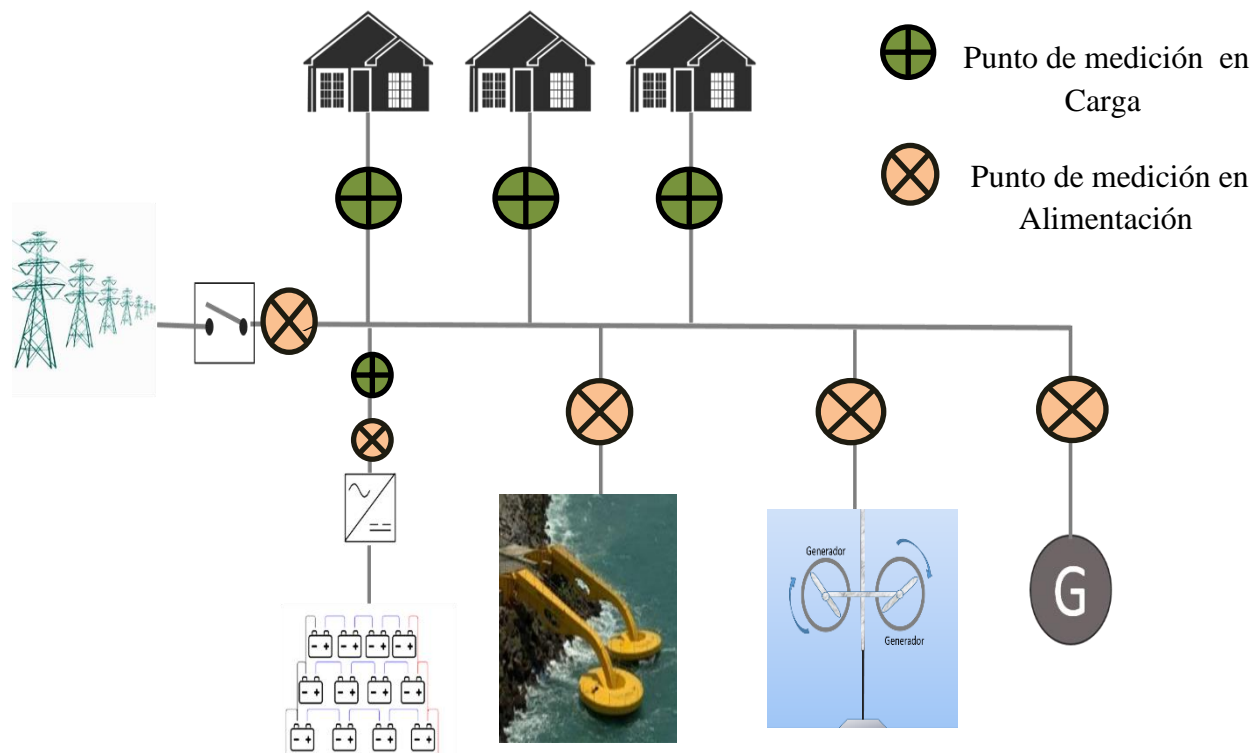 Punto de medición en
Carga
Punto de medición en
Alimentación
Generador
Generador
G